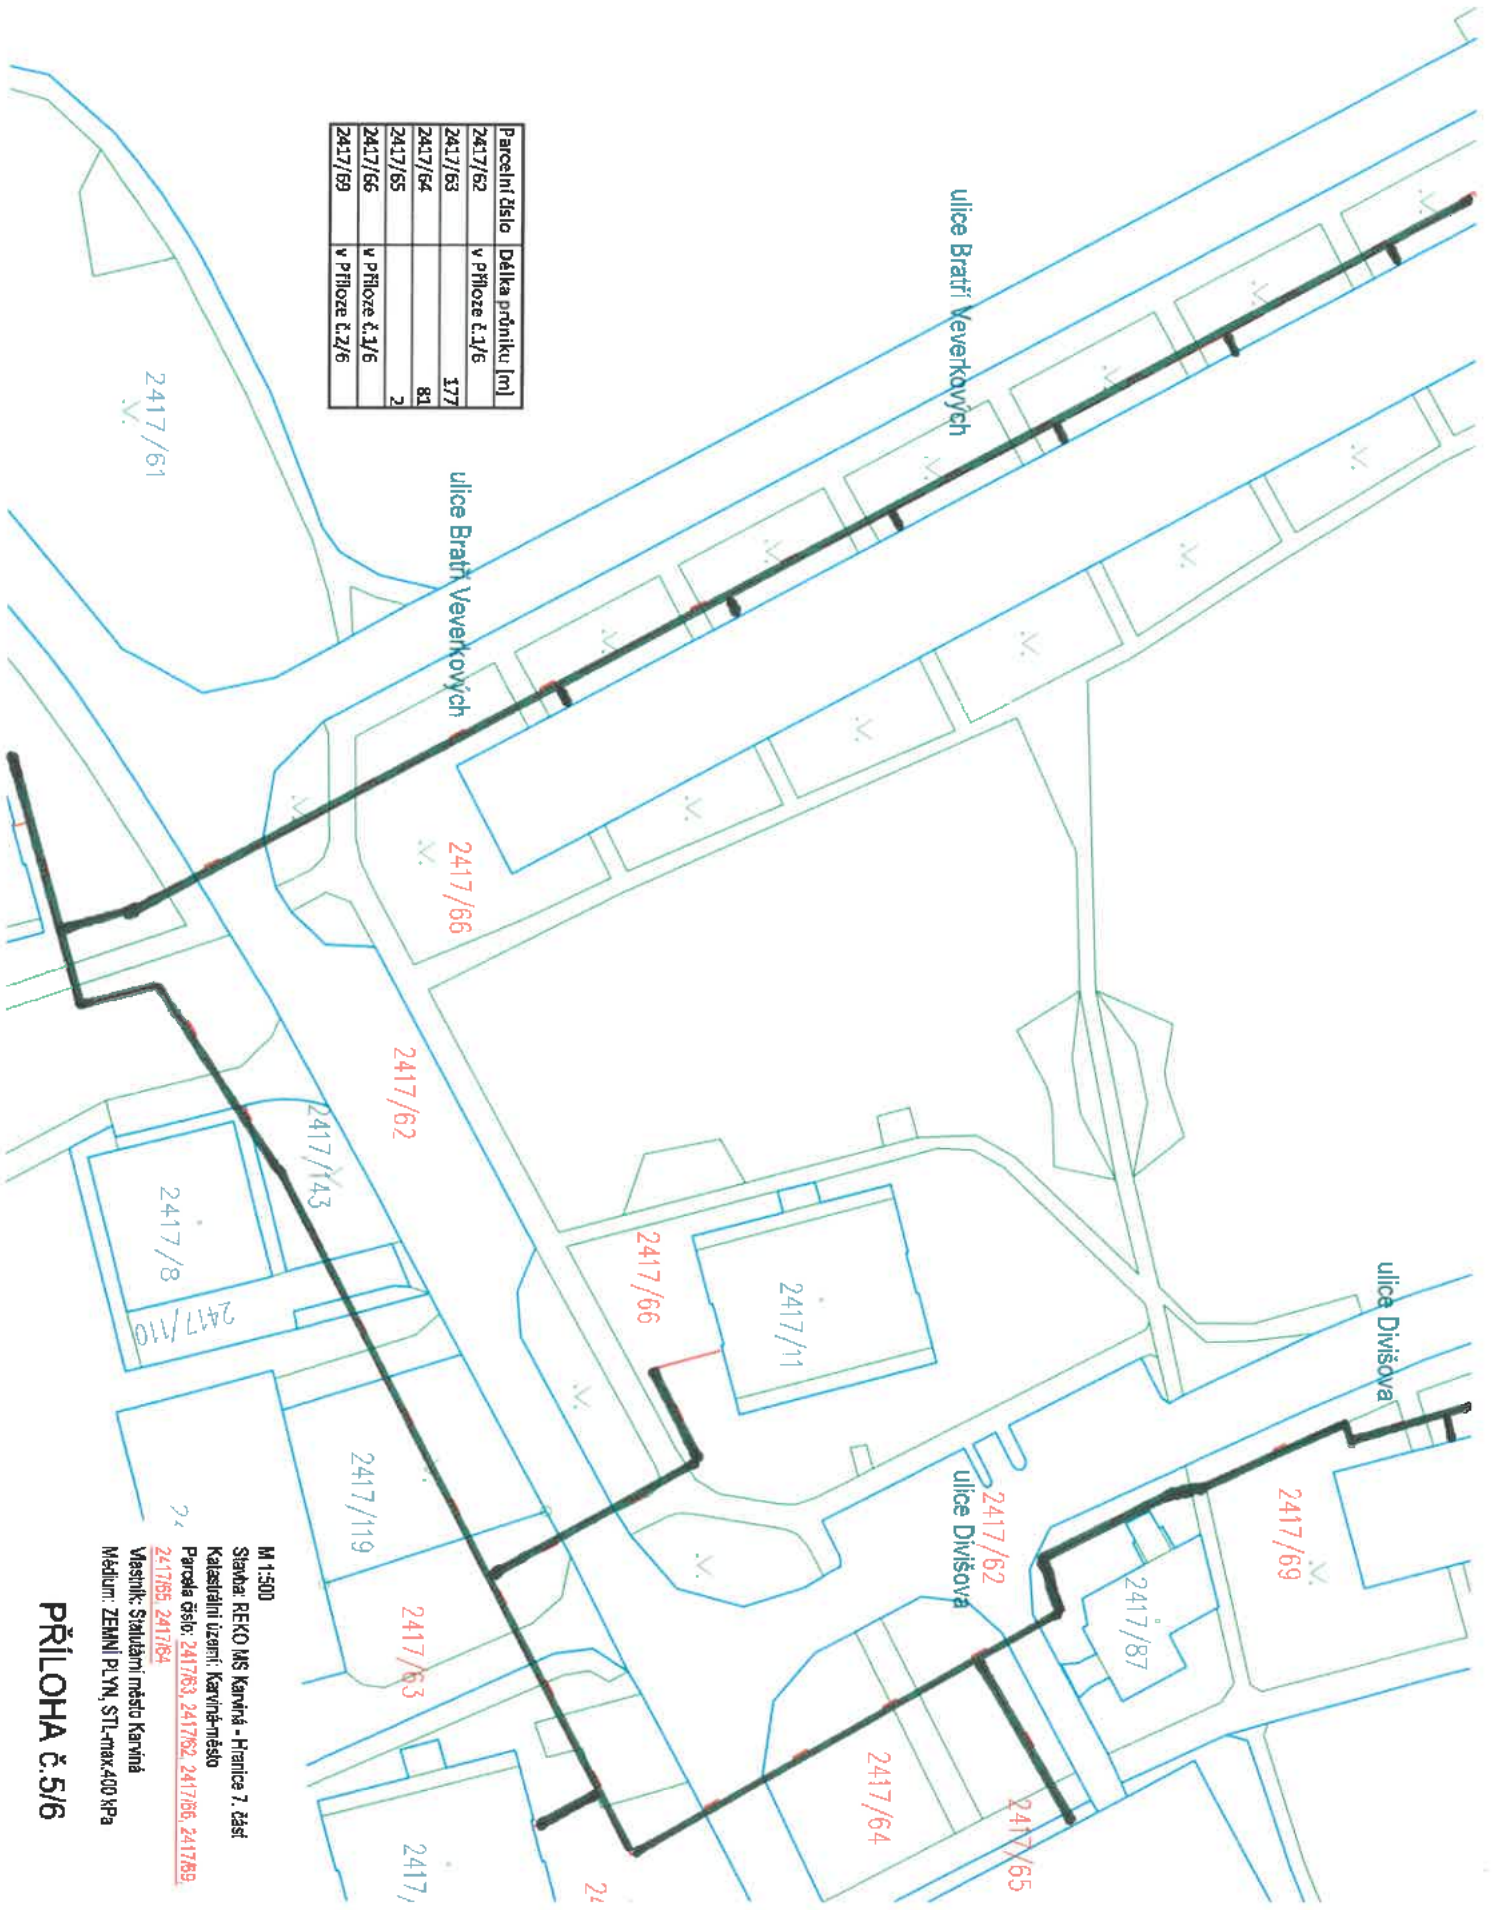 ulice Bratří Veverkových
ulice Divišova
Parcelní číslo Délka průniku [m]
2417/62 v Příloze č.1/6
2417/63 177
2417/64 81
2417/65 2
2417/66 v Příloze č.1/6
2417/69 v Příloze č.2/6
ulice Bratří Veverkových
2417/61
2417/66
2417/62
2417/66
2417/11
2417/62
ulice Divišova
2417/69
2417/87
2417/143
2417/8
2417/110
2417/119
2417/63
2417/64
2417/65
2417/
24
M 1:500
Stavba: REKO MS Karviná - Hranice 7. část
Katastrální území: Karviná-město
Parcela číslo: 2417/63, 2417/62, 2417/66, 2417/69,
2417/65, 2417/64
Vlastník: Statutární město Karviná
Médium: ZEMNÍ PLYN, STL-max.400 kPa
PŘÍLOHA č.5/6